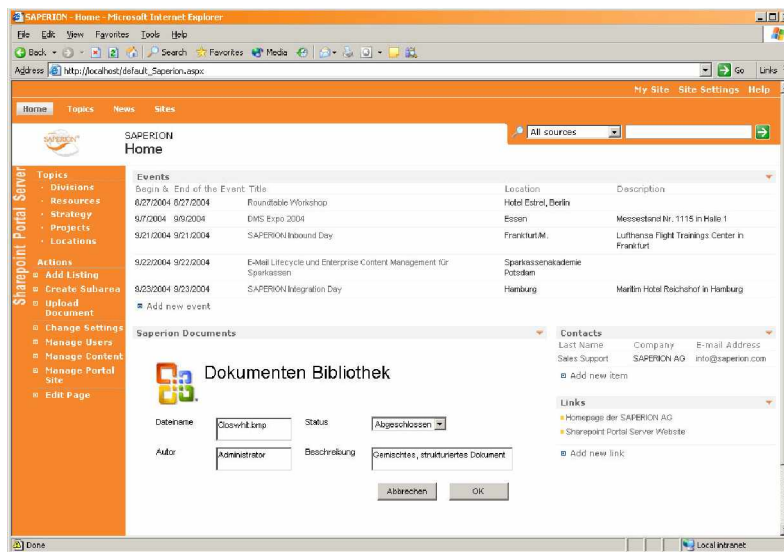 SAPERION - Home - Microsoft Internet Explorer
File Edit View Favorites Tools Help
Back Search Favorites Media
Address http://localhost/default_Saperion.aspx Go Links
My Site Site Settings Help
Home Topics News Sites
SAPERION
SAPERION
Home
All sources
Sharepoint Portal Server
Topics
Divisions
Resources
Strategy
Projects
Locations
Actions
Add Listing
Create Subarea
Upload
Document
Change Settings
Manage Users
Manage Content
Manage Portal
Site
Edit Page
Events
Begin & End of the Event Title Location Description
8/27/2004 8/27/2004 Roundtable Workshop Hotel Estrel, Berlin
9/7/2004 9/9/2004 DMS Expo 2004 Essen Messestand Nr. 1115 in Halle 1
9/21/2004 9/21/2004 SAPERION Inbound Day Frankfurt/M. Lufthansa Flight Trainings Center in
Frankfurt
9/22/2004 9/22/2004 E-Mail Lifecycle und Enterprise Content Management für Sparkassenakademie
Sparkassen Potsdam
9/23/2004 9/23/2004 SAPERION Integration Day Hamburg Maritim Hotel Reichshof in Hamburg
Add new event
Saperion Documents
Dokumenten Bibliothek
Dateiname Closwhit.bmp Status Abgeschlossen
Autor Administrator Beschreibung Gemischtes, strukturiertes Dokument
Abbrechen OK
Contacts
Last Name Company E-mail Address
Sales Support SAPERION AG info@saperion.com
Add new item
Links
Homepage der SAPERION AG
Sharepoint Portal Server Website
Add new link
Done Local intranet